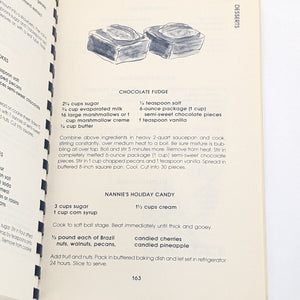 DESSERTS
CHOCOLATE FUDGE
2¼ cups sugar
¾ cup evaporated milk
16 large marshmallows or 1
cup marshmallow creme
¼ cup butter
¼ teaspoon salt
6-ounce package (1 cup)
semi-sweet chocolate pieces
1 teaspoon vanilla
Combine above ingredients in heavy 2-quart saucepan and cook,
stirring constantly, over medium heat to a boil. Be sure mixture is bub-
bling all over top. Boil and stir 5 minutes more. Remove from heat. Stir in
completely melted 6-ounce package (1 cup) semi-sweet chocolate
pieces. Stir in 1 cup chopped pecans and 1 teaspoon vanilla. Spread in
buttered 8-inch square pan. Cool. Cut into 30 pieces.
NANNIE'S HOLIDAY CANDY
3 cups sugar
1 cup corn syrup
1½ cups cream
Cook to soft ball stage. Beat immediately until thick and gooey.
½ pound each of Brazil
nuts, walnuts, pecans,
candied cherries
candied pineapple
Add fruit and nuts. Pack in buttered baking dish and let set in refrigerator
24 hours. Slice to serve.
163